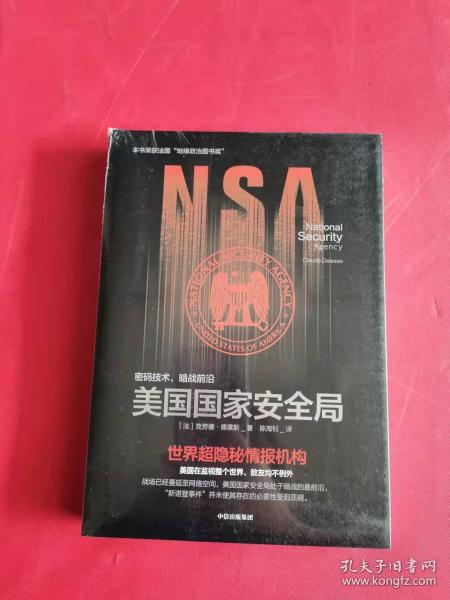 本书荣获法国“地缘政治图书奖”
NSA
National
Security
Agency
Claude Delesse
NATIONAL SECURITY AGENCY
UNITED STATES OF AMERICA
密码技术，暗战前沿
美国国家安全局
[法] 克劳德·德莱斯_著 陈海钊_译
世界超隐秘情报机构
美国在监视整个世界，敌友均不例外
战场已经蔓延至网络空间，美国国家安全局处于暗战的最前沿，
“斯诺登事件”并未使其存在的必要性受到质疑。
中信出版集团
孔夫子旧书网
www.kongfz.com